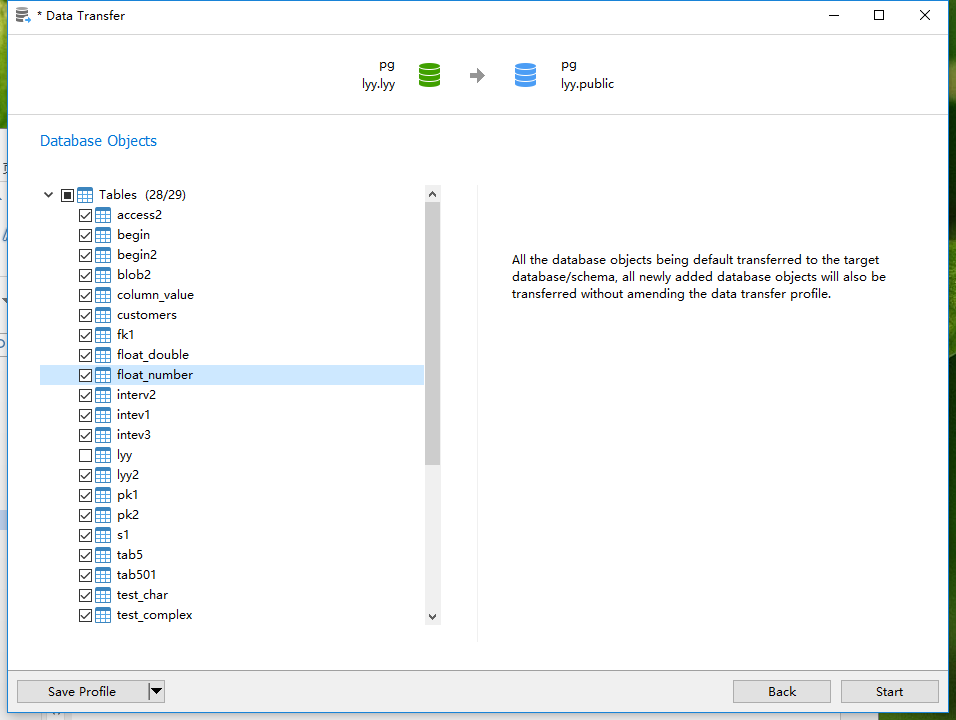 * Data Transfer
pg
lyy.lyy
pg
lyy.public
Database Objects
Tables (28/29)
access2
begin
begin2
blob2
column_value
customers
fk1
float_double
float_number
interv2
intev1
intev3
lyy
lyy2
pk1
pk2
s1
tab5
tab501
test_char
test_complex
All the database objects being default transferred to the target
database/schema, all newly added database objects will also be
transferred without amending the data transfer profile.
Save Profile
Back
Start